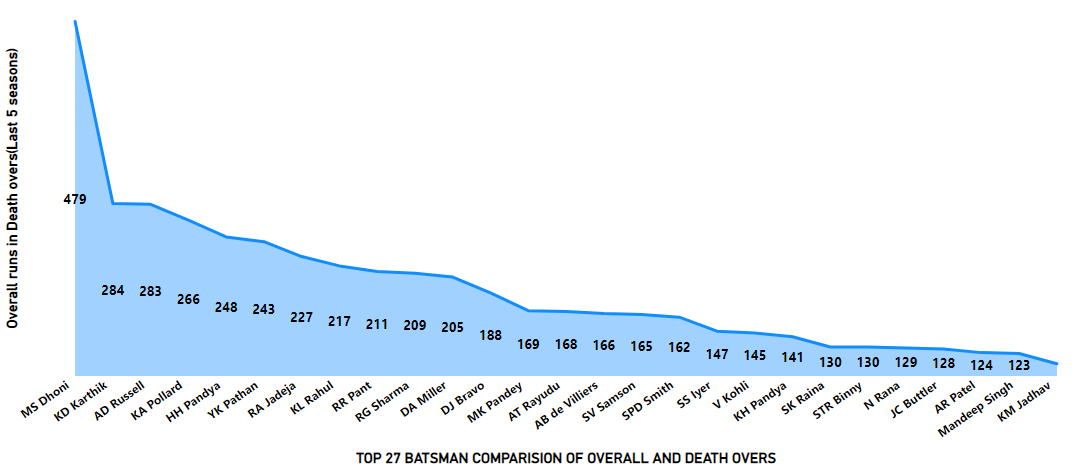 Overall runs in Death overs(Last 5 seasons)
479
284
283
266
248
243
227
217
211
209
205
188
169
168
166
165
162
147
145
141
130
130
129
128
124
123
MS Dhoni
KD Karthik
AD Russell
KA Pollard
HH Pandya
YK Pathan
RA Jadeja
KL Rahul
RR Pant
RG Sharma
DA Miller
DJ Bravo
MK Pandey
AT Rayudu
AB de Villiers
SV Samson
SPD Smith
SS Iyer
V Kohli
KH Pandya
SK Raina
STR Binny
N Rana
JC Buttler
AR Patel
Mandeep Singh
KM Jadhav
TOP 27 BATSMAN COMPARISION OF OVERALL AND DEATH OVERS